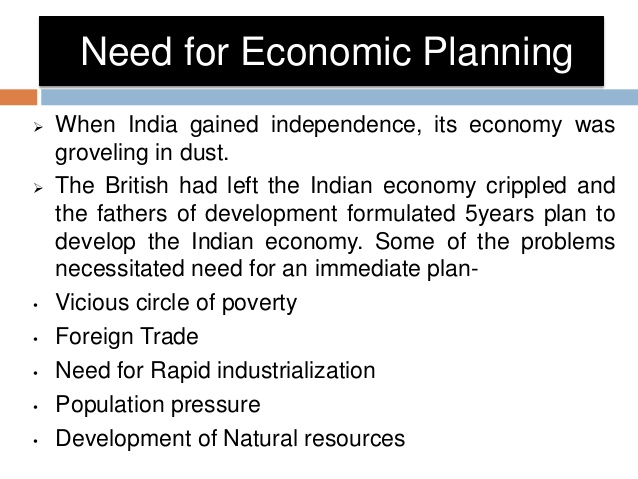 Need for Economic Planning
➢ When India gained independence, its economy was
groveling in dust.
➢ The British had left the Indian economy crippled and
the fathers of development formulated 5years plan to
develop the Indian economy. Some of the problems
necessitated need for an immediate plan-
• Vicious circle of poverty
• Foreign Trade
• Need for Rapid industrialization
• Population pressure
• Development of Natural resources